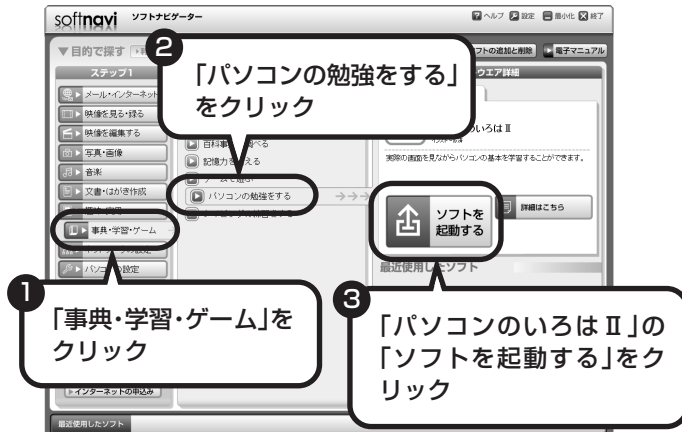 softnavi ソフトナビゲーター
ヘルプ 設定 最小化 終了
▼目的で探す
フトの追加と削除 電子マニュアル
ステップ1
ウエア詳細
メール・インターネット
映像を見る・録る
映像を編集する
写真・画像
音楽
文書・はがき作成
事典・学習・ゲーム
パソコンの設定
インターネットの申込み
百科事
べる
記憶力を
える
パソコンの勉強をする
いろはⅡ
実際の画面を見ながらパソコンの基本を学習することができます。
ソフトを
起動する
詳細はこちら
最近使用したソフト
最近使用したソフト
1
「事典・学習・ゲーム」を
クリック
2
「パソコンの勉強をする」
をクリック
3
「パソコンのいろはⅡ」の
「ソフトを起動する」をク
リック